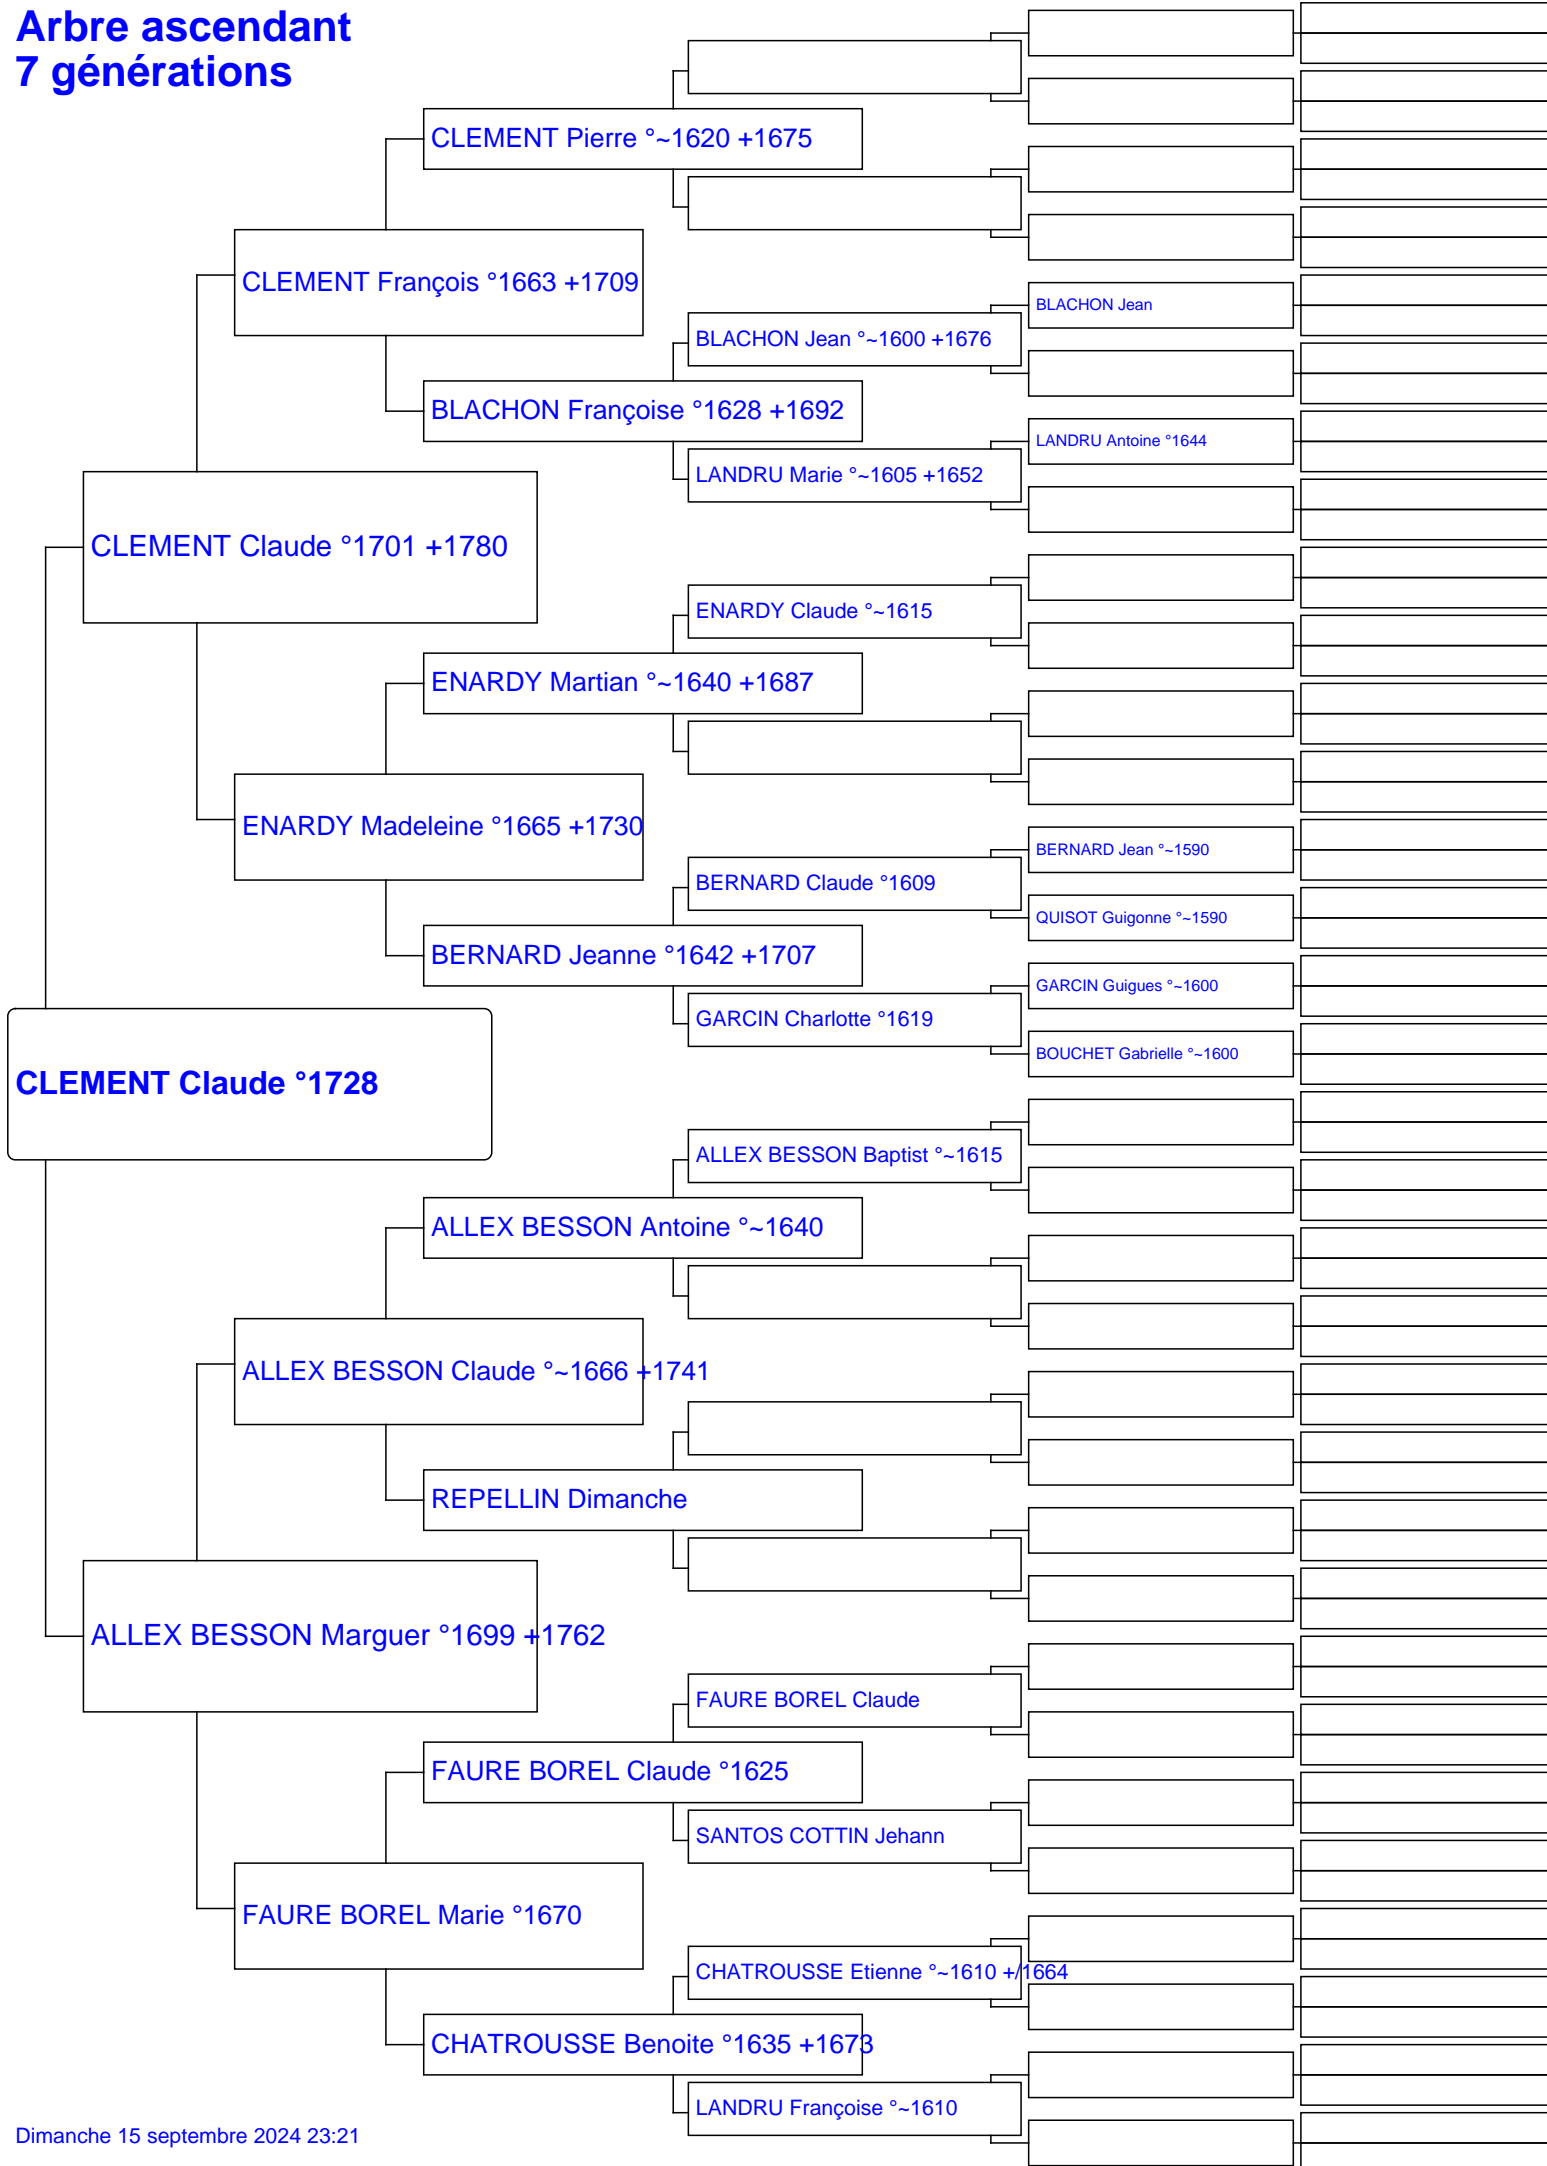 Arbre ascendant
7 générations
CLEMENT Pierre °~1620 +1675
CLEMENT François °1663 +1709
BLACHON Jean
BLACHON Jean °~1600 +1676
BLACHON Françoise °1628 +1692
LANDRU Antoine °1644
LANDRU Marie °~1605 +1652
CLEMENT Claude °1701 +1780
ENARDY Claude °~1615
ENARDY Martian °~1640 +1687
ENARDY Madeleine °1665 +1730
BERNARD Jean °~1590
BERNARD Claude °1609
QUISOT Guigonne °~1590
BERNARD Jeanne °1642 +1707
GARCIN Guigues °~1600
GARCIN Charlotte °1619
BOUCHET Gabrielle °~1600
CLEMENT Claude °1728
ALLEX BESSON Baptist °~1615
ALLEX BESSON Antoine °~1640
ALLEX BESSON Claude °~1666 +1741
REPELLIN Dimanche
ALLEX BESSON Marguer °1699 +1762
FAURE BOREL Claude
FAURE BOREL Claude °1625
SANTOS COTTIN Jehann
FAURE BOREL Marie °1670
CHATROUSSE Etienne °~1610 +/1664
CHATROUSSE Benoite °1635 +1673
LANDRU Françoise °~1610
Dimanche 15 septembre 2024 23:21